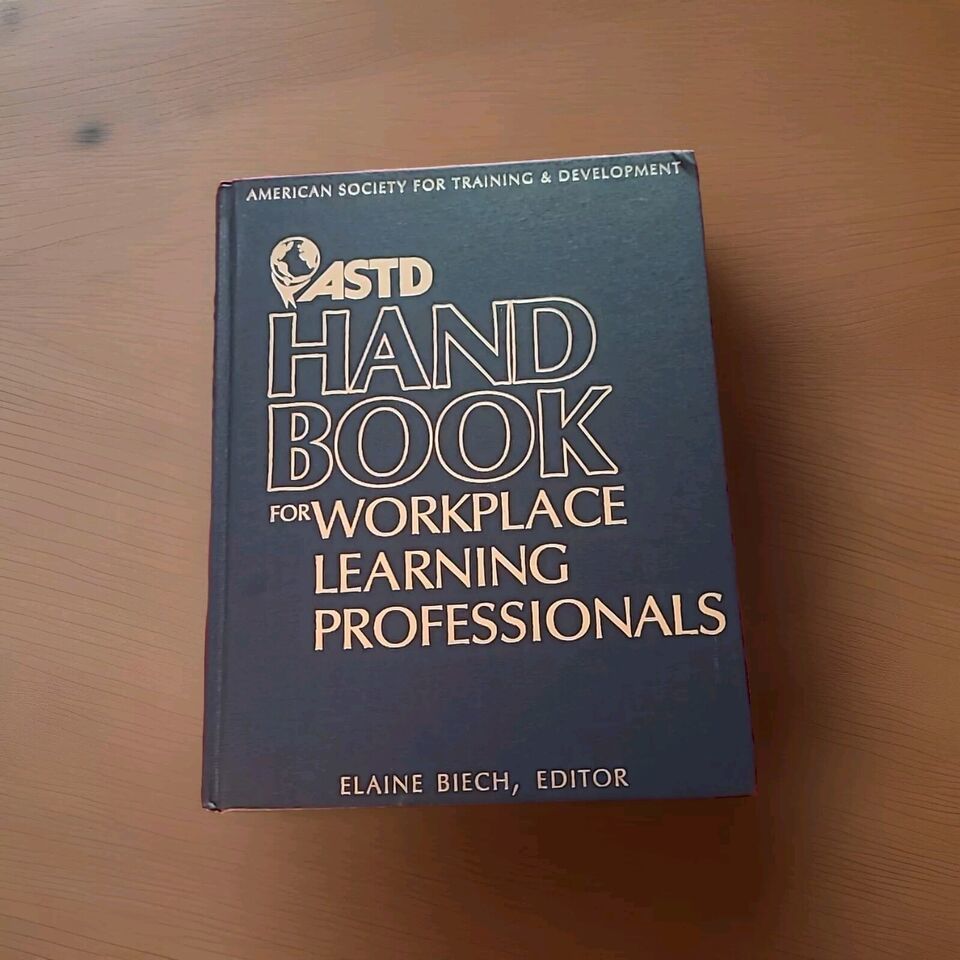 AMERICAN SOCIETY FOR TRAINING & DEVELOPMENT
ASTD
HAND
BOOK
FOR WORKPLACE
LEARNING
PROFESSIONALS
ELAINE BIECH, EDITOR